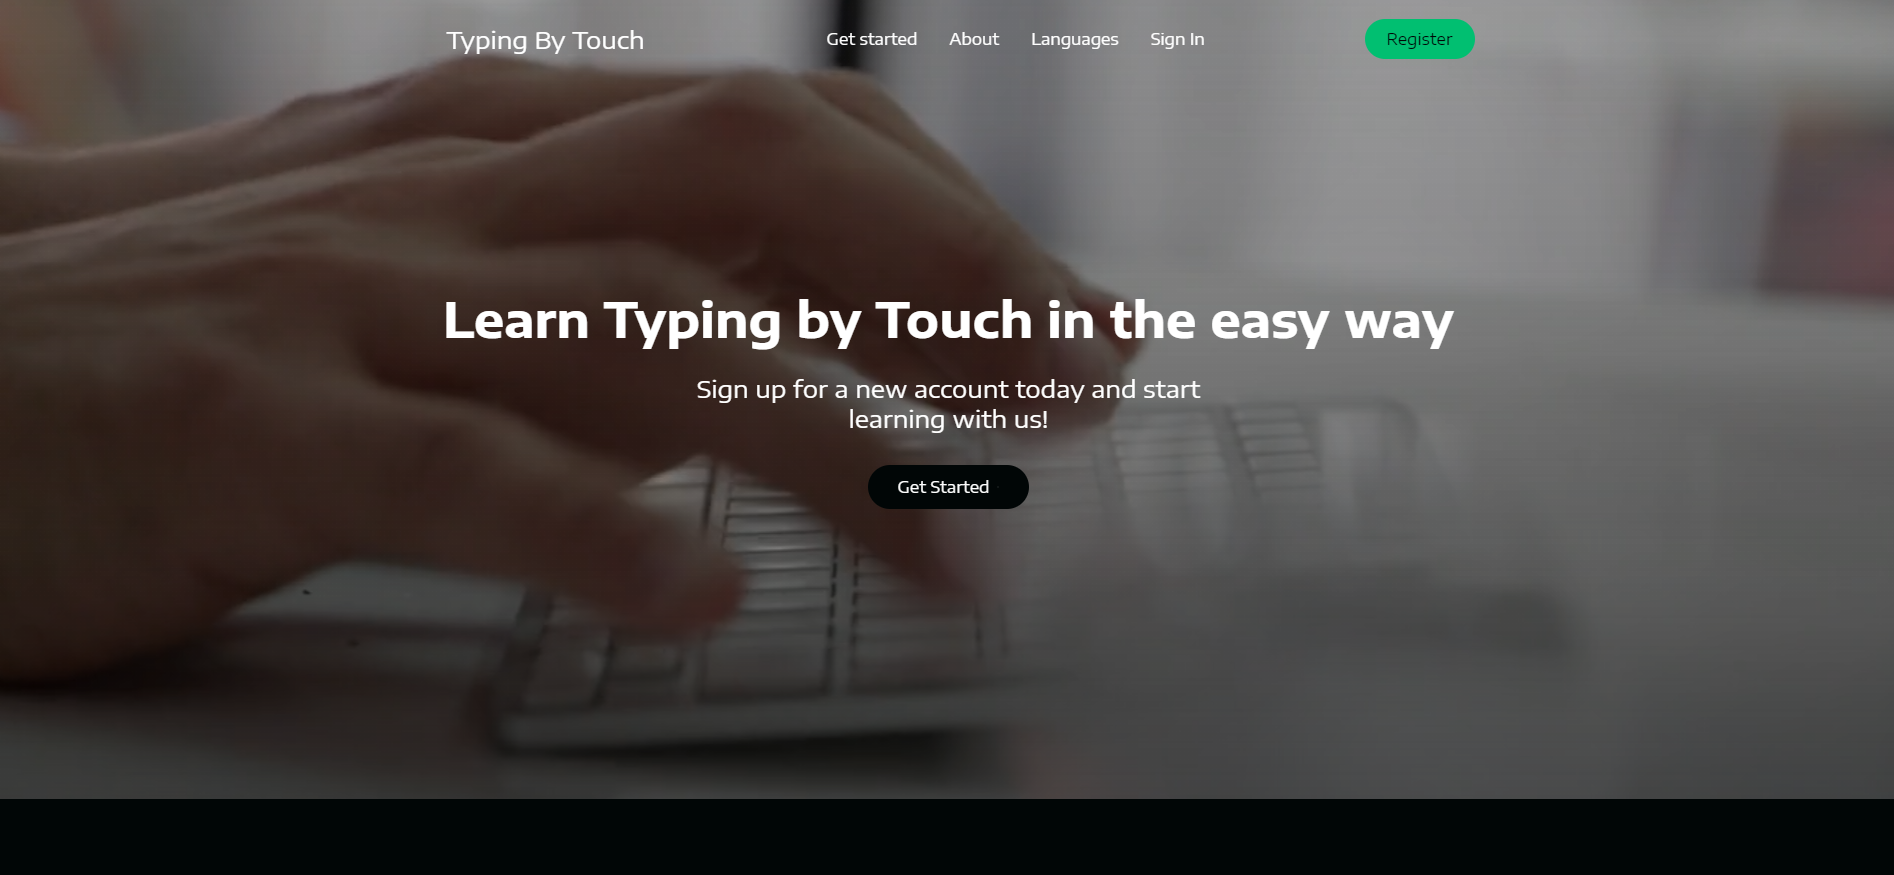 Typing By Touch
Get started
About
Languages
Sign In
Register
Learn Typing by Touch in the easy way
Sign up for a new account today and start
learning with us!
Get Started